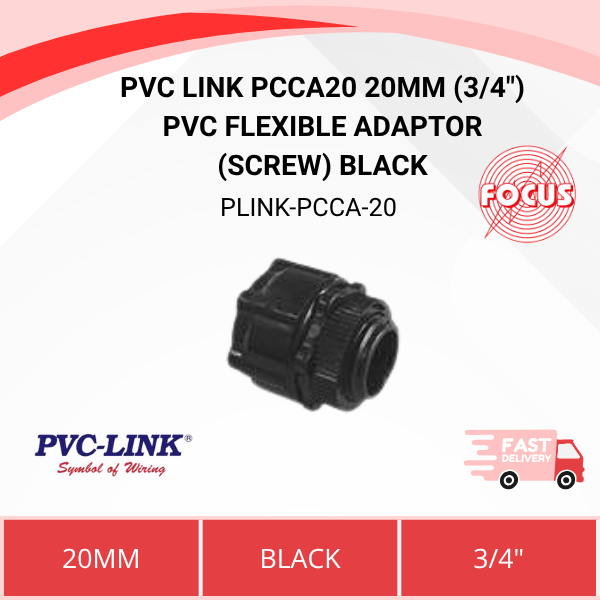 PVC LINK PCCA20 20MM (3/4")
PVC FLEXIBLE ADAPTOR
(SCREW) BLACK
PLINK-PCCA-20
FOCUS
PVC-LINK®
Symbol of Wiring
FAST
DELIVERY
20MM
BLACK
3/4"